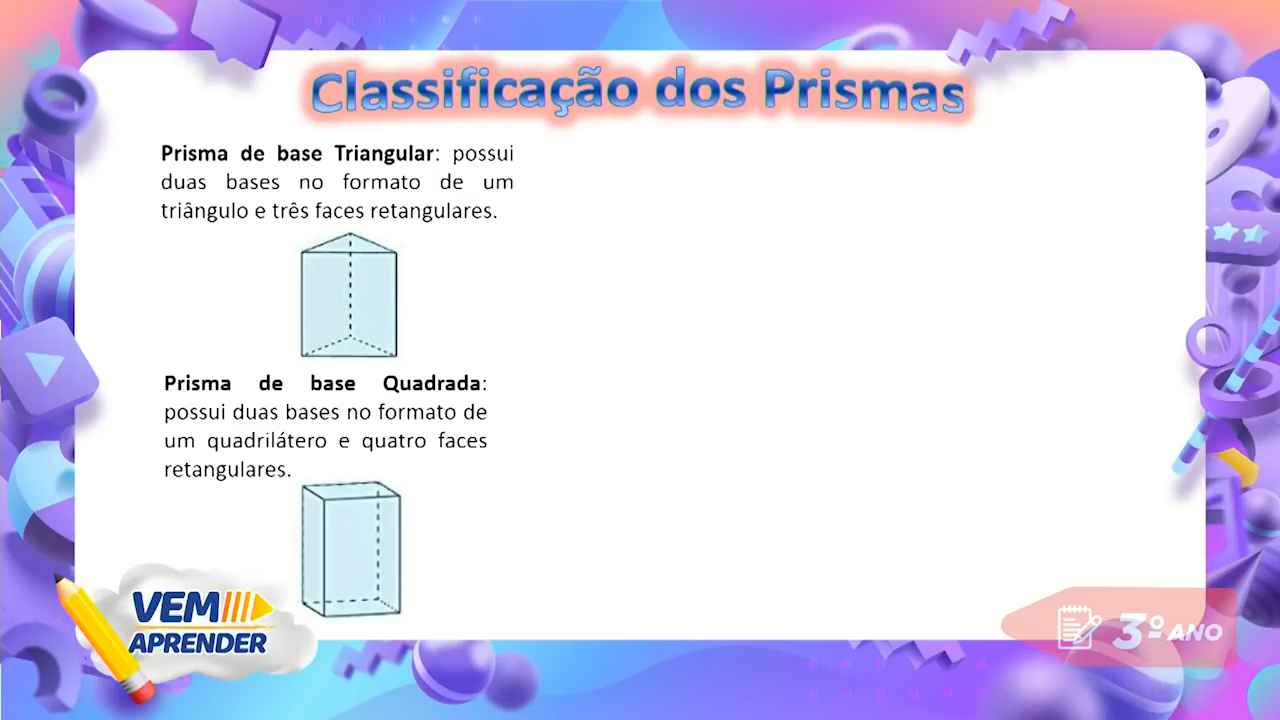 Classificação dos Prismas
Prisma de base Triangular: possui
duas bases no formato de um
triângulo e três faces retangulares.
Prisma de base Quadrada:
possui duas bases no formato de
um quadrilátero e quatro faces
retangulares.
VEM
APRENDER
3º ANO